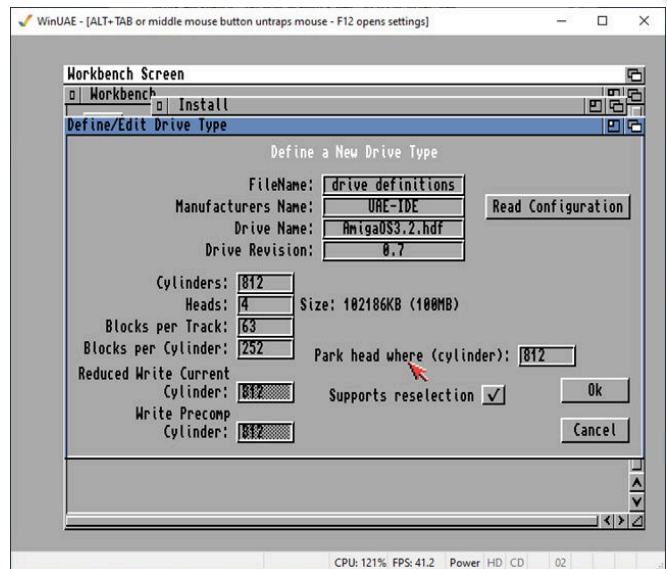 WinUAE - [ALT+TAB or middle mouse button untraps mouse - F12 opens settings]
Workbench Screen
Workbench
Install
Define/Edit Drive Type
Define a New Drive Type
FileName: drive definitions
Manufacturers Name: UAE-IDE Read Configuration
Drive Name: AmigaOS3.2.hdf
Drive Revision: 0.7
Cylinders: 812
Heads: 4 Size: 102186KB (100MB)
Blocks per Track: 63
Blocks per Cylinder: 252 Park head where (cylinder): 812
Reduced Write Current
Cylinder: 812 Supports reselection Ok
Write Precomp
Cylinder: 812 Cancel
CPU: 121% FPS: 41.2 Power HD CD 02